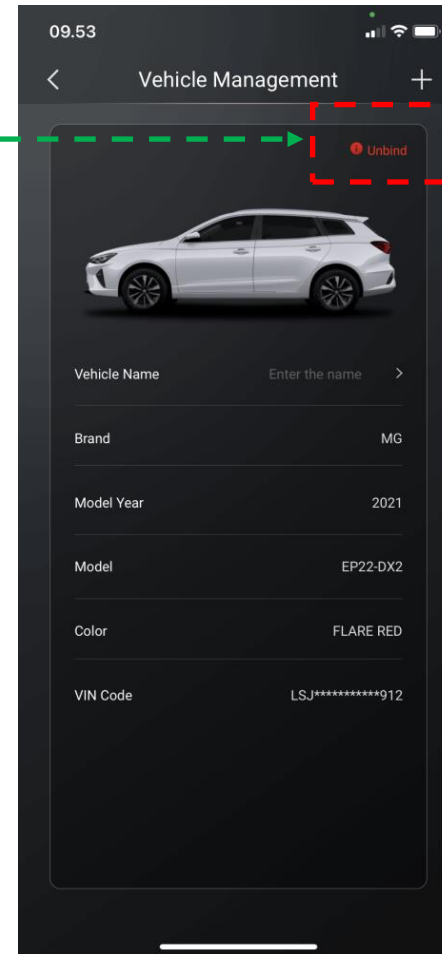 09.53
Vehicle Management
Unbind
Vehicle Name Enter the name
Brand MG
Model Year 2021
Model EP22-DX2
Color FLARE RED
VIN Code LSJ***********912